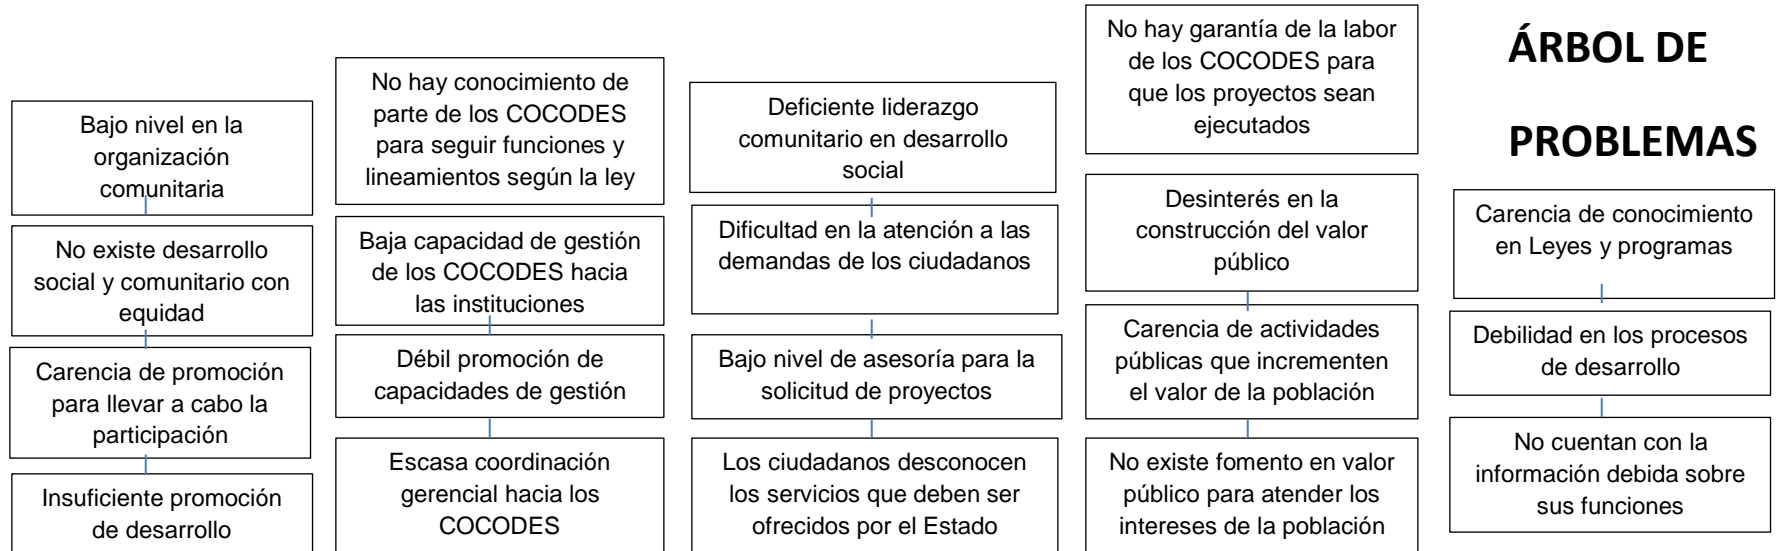 ÁRBOL DE
PROBLEMAS
Bajo nivel en la
organización
comunitaria
No existe desarrollo
social y comunitario con
equidad
Carencia de promoción
para llevar a cabo la
participación
Insuficiente promoción
de desarrollo
No hay conocimiento de
parte de los COCODES
para seguir funciones y
lineamientos según la ley
Baja capacidad de gestión
de los COCODES hacia
las instituciones
Débil promoción de
capacidades de gestión
Escasa coordinación
gerencial hacia los
COCODES
Deficiente liderazgo
comunitario en desarrollo
social
Dificultad en la atención a las
demandas de los ciudadanos
Bajo nivel de asesoría para la
solicitud de proyectos
Los ciudadanos desconocen
los servicios que deben ser
ofrecidos por el Estado
No hay garantía de la labor
de los COCODES para
que los proyectos sean
ejecutados
Desinterés en la
construcción del valor
público
Carencia de actividades
públicas que incrementen
el valor de la población
No existe fomento en valor
público para atender los
intereses de la población
Carencia de conocimiento
en Leyes y programas
Debilidad en los procesos
de desarrollo
No cuentan con la
información debida sobre
sus funciones